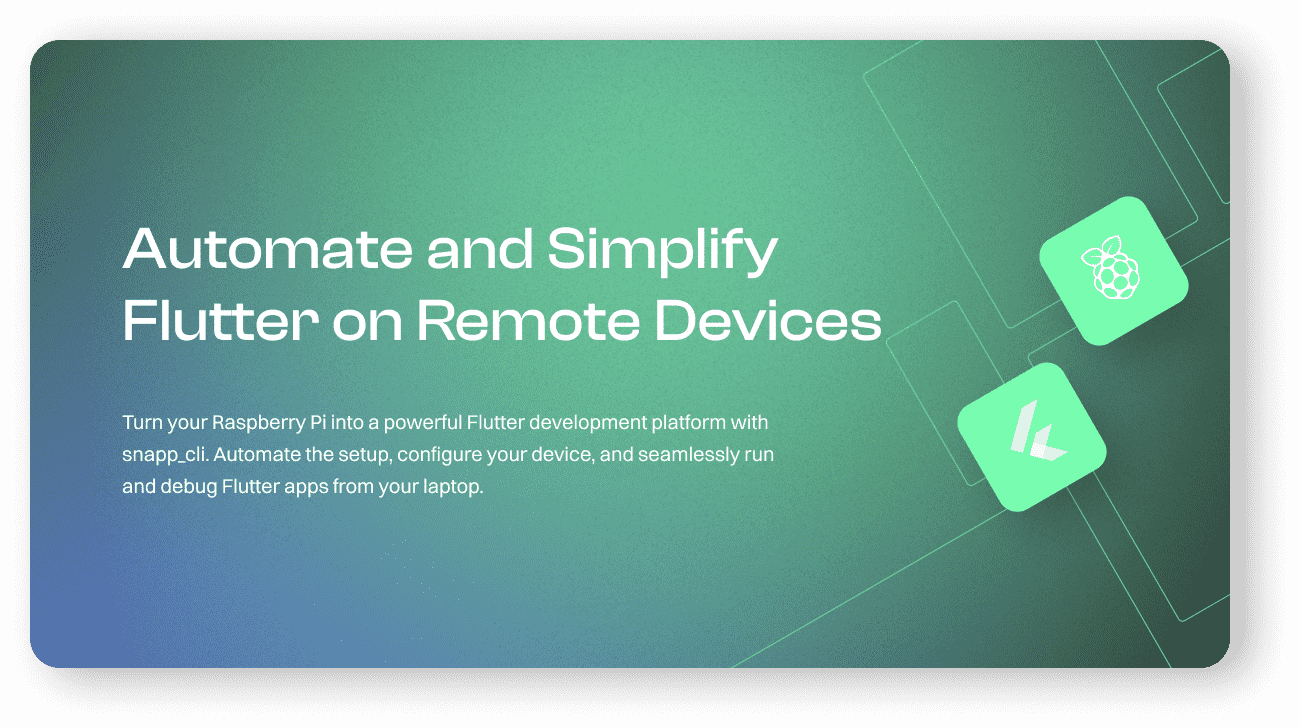 Automate and Simplify
Flutter on Remote Devices
Turn your Raspberry Pi into a powerful Flutter development platform with
snapp_cli. Automate the setup, configure your device, and seamlessly run
and debug Flutter apps from your laptop.